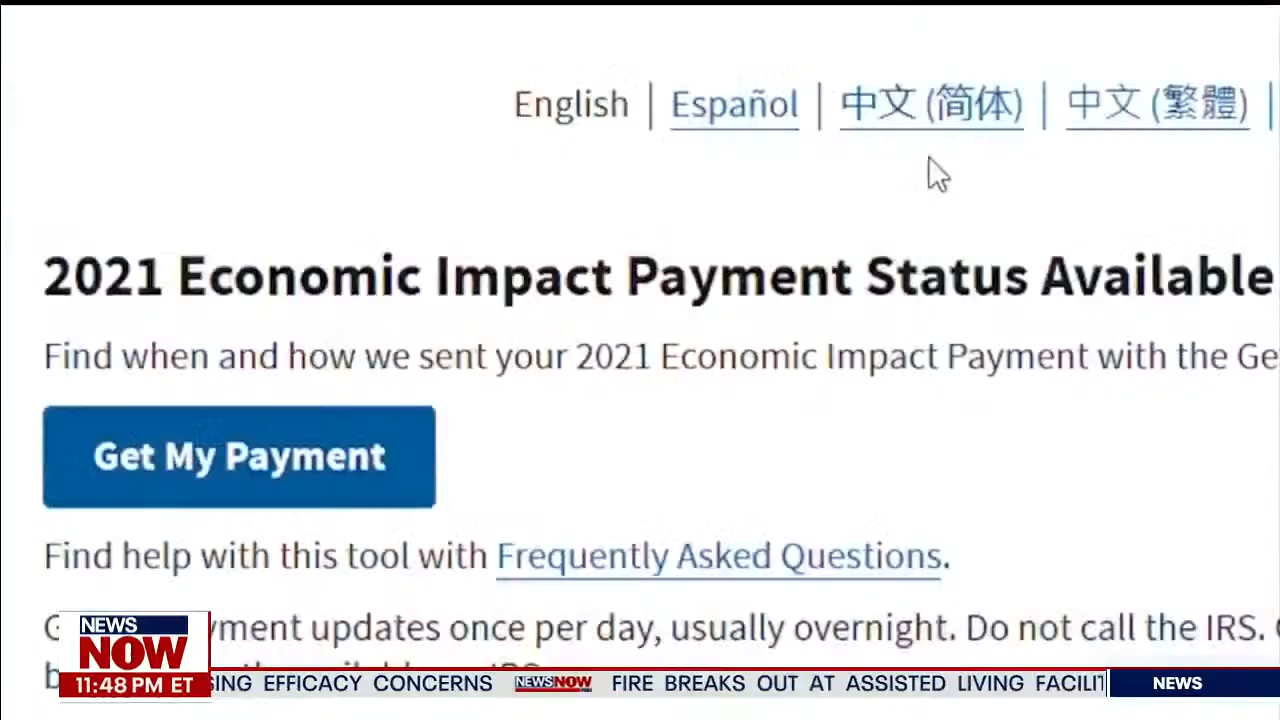 English | Español | 中文 (简体) | 中文 (繁體) |
2021 Economic Impact Payment Status Available
Find when and how we sent your 2021 Economic Impact Payment with the Ge
Get My Payment
Find help with this tool with Frequently Asked Questions.
yment updates once per day, usually overnight. Do not call the IRS.
NEWS
NOW
11:48 PM ET
SING EFFICACY CONCERNS NEWSNOW FIRE BREAKS OUT AT ASSISTED LIVING FACILIT
NEWS